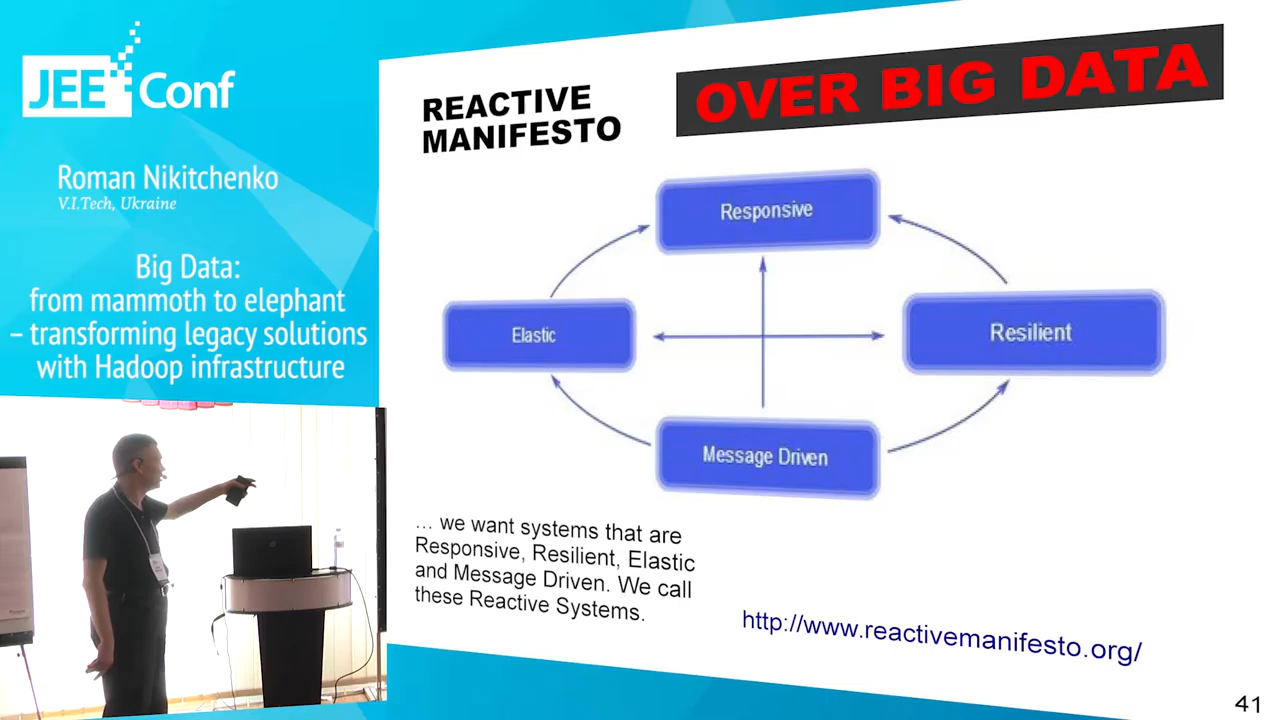 JEE Conf
Roman Nikitchenko
V.I.Tech, Ukraine
Big Data:
from mammoth to elephant
– transforming legacy solutions
with Hadoop infrastructure
REACTIVE
MANIFESTO
OVER BIG DATA
Responsive
Elastic
Resilient
Message Driven
... we want systems that are
Responsive, Resilient, Elastic
and Message Driven. We call
these Reactive Systems.
http://www.reactivemanifesto.org/
41